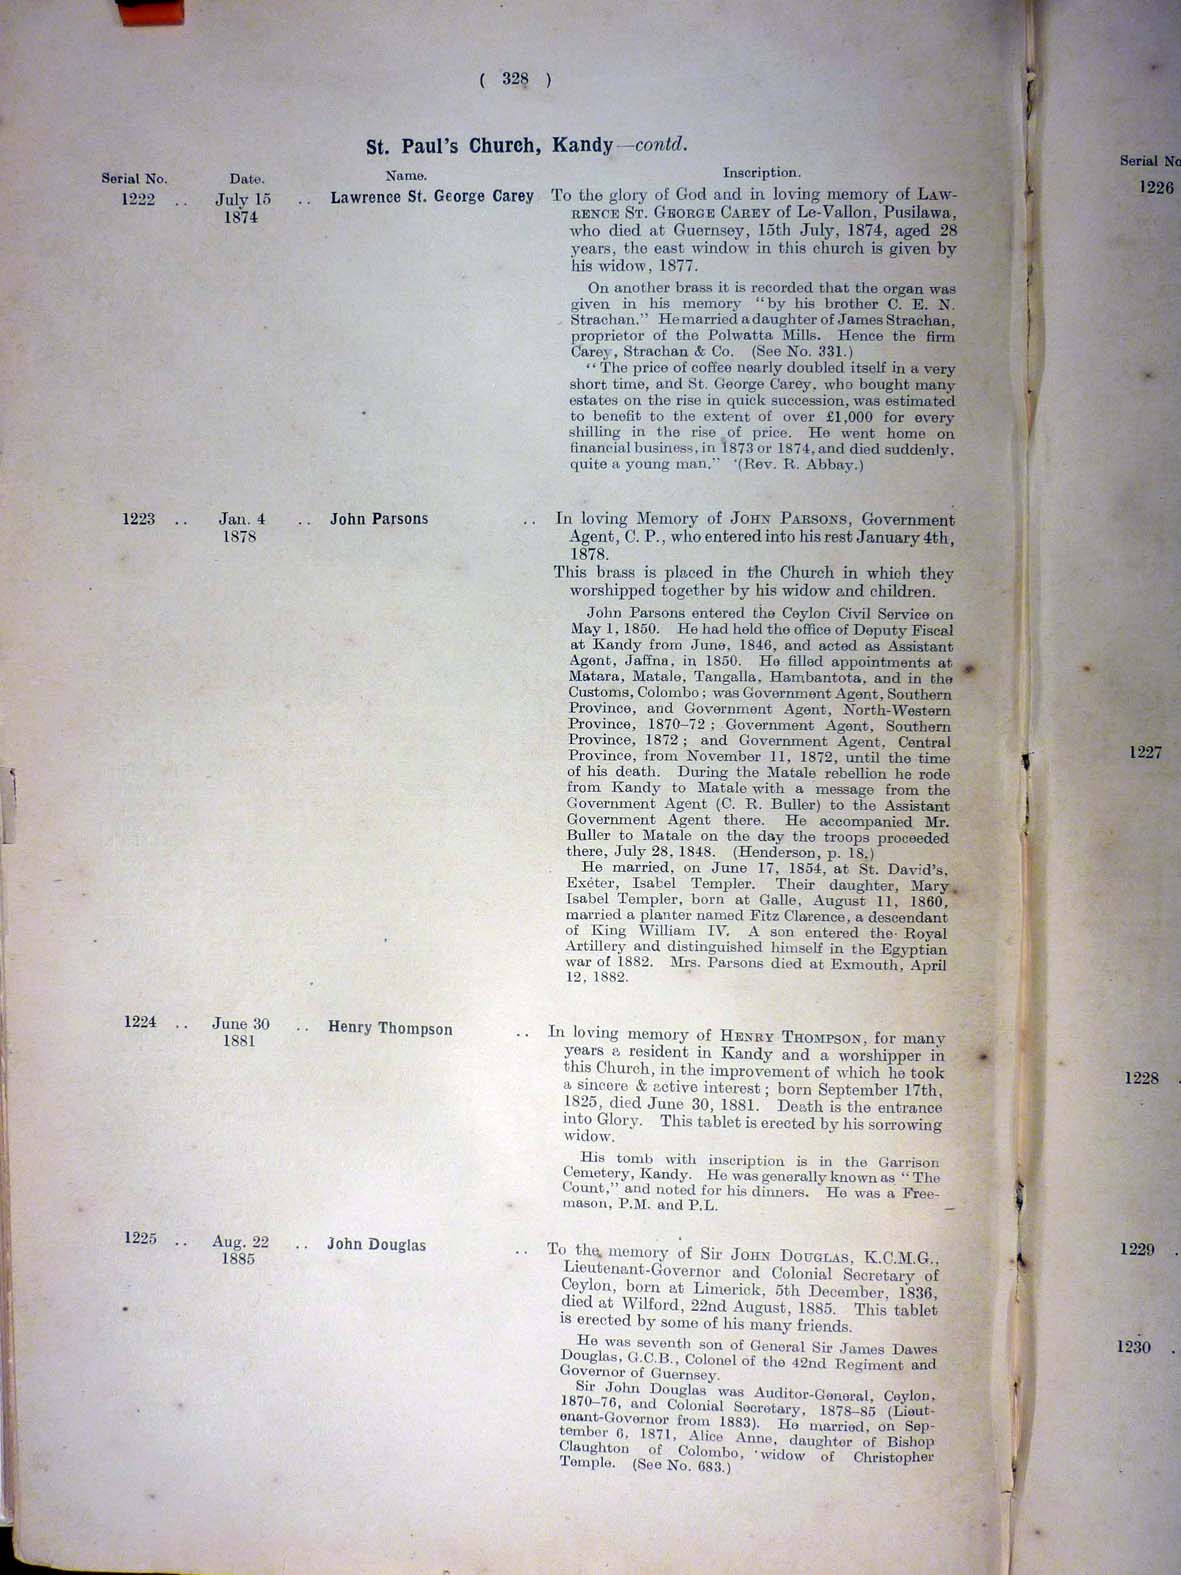 ( 328 )
St. Paul's Church, Kandy—contd.
Serial No. Date. Name. Inscription.
1222 .. July 15 1874 .. Lawrence St. George Carey
To the glory of God and in loving memory of LAW-
RENCE ST. GEORGE CAREY of Le-Vallon, Pusilawa,
who died at Guernsey, 15th July, 1874, aged 28
years, the east window in this church is given by
his widow, 1877.
On another brass it is recorded that the organ was
given in his memory "by his brother C. E. N.
Strachan." He married a daughter of James Strachan,
proprietor of the Polwatta Mills. Hence the firm
Carey, Strachan & Co. (See No. 331.)
"The price of coffee nearly doubled itself in a very
short time, and St. George Carey, who bought many
estates on the rise in quick succession, was estimated
to benefit to the extent of over £1,000 for every
shilling in the rise of price. He went home on
financial business, in 1873 or 1874, and died suddenly,
quite a young man." (Rev. R. Abbay.)
1223 .. Jan. 4 1878 .. John Parsons ..
In loving Memory of JOHN PARSONS, Government
Agent, C. P., who entered into his rest January 4th,
1878.
This brass is placed in the Church in which they
worshipped together by his widow and children.
John Parsons entered the Ceylon Civil Service on
May 1, 1850. He had held the office of Deputy Fiscal
at Kandy from June, 1846, and acted as Assistant
Agent, Jaffna, in 1850. He filled appointments at
Matara, Matale, Tangalla, Hambantota, and in the
Customs, Colombo; was Government Agent, Southern
Province, and Government Agent, North-Western
Province, 1870–72; Government Agent, Southern
Province, 1872; and Government Agent, Central
Province, from November 11, 1872, until the time
of his death. During the Matale rebellion he rode
from Kandy to Matale with a message from the
Government Agent (C. R. Buller) to the Assistant
Government Agent there. He accompanied Mr.
Buller to Matale on the day the troops proceeded
there, July 28, 1848. (Henderson, p. 18.)
He married, on June 17, 1854, at St. David's,
Exeter, Isabel Templer. Their daughter, Mary
Isabel Templer, born at Galle, August 11, 1860,
married a planter named Fitz Clarence, a descendant
of King William IV. A son entered the Royal
Artillery and distinguished himself in the Egyptian
war of 1882. Mrs. Parsons died at Exmouth, April
12, 1882.
1224 .. June 30 1881 .. Henry Thompson ..
In loving memory of HENRY THOMPSON, for many
years a resident in Kandy and a worshipper in
this Church, in the improvement of which he took
a sincere & active interest; born September 17th,
1825, died June 30, 1881. Death is the entrance
into Glory. This tablet is erected by his sorrowing
widow.
His tomb with inscription is in the Garrison
Cemetery, Kandy. He was generally known as "The
Count," and noted for his dinners. He was a Free-
mason, P.M. and P.L.
1225 .. Aug. 22 1885 .. John Douglas ..
To the memory of Sir JOHN DOUGLAS, K.C.M.G.,
Lieutenant-Governor and Colonial Secretary of
Ceylon, born at Limerick, 5th December, 1836,
died at Wilford, 22nd August, 1885. This tablet
is erected by some of his many friends.
He was seventh son of General Sir James Dawes
Douglas, G.C.B., Colonel of the 42nd Regiment and
Governor of Guernsey.
Sir John Douglas was Auditor-General, Ceylon,
1870–76, and Colonial Secretary, 1878–85 (Lieut-
enant-Governor from 1883). He married, on Sep-
tember 6, 1871, Alice Anne, daughter of Bishop
Claughton of Colombo, widow of Christopher
Temple. (See No. 683.)
Serial No
1226
1227
1228
1229
1230